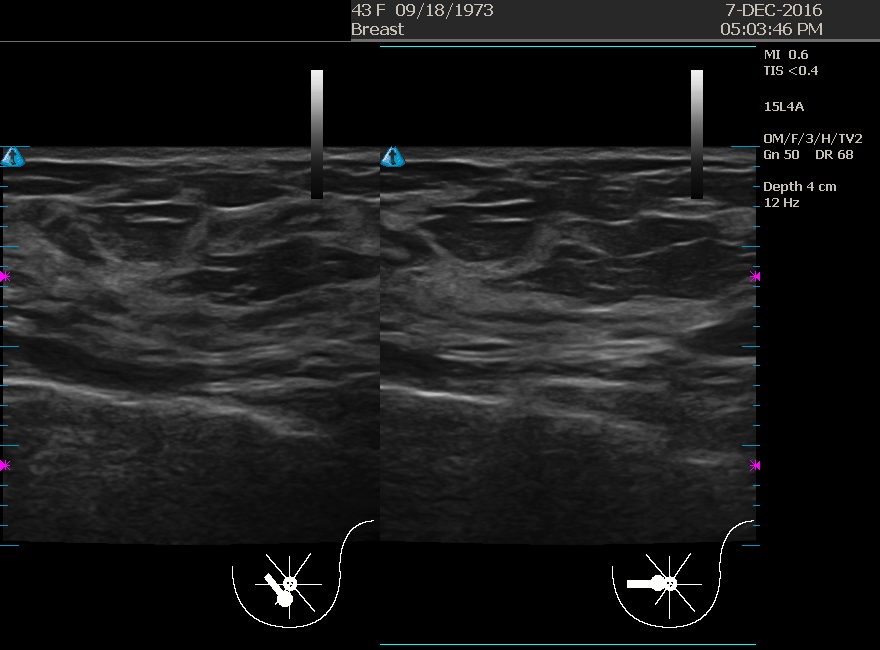 43 F 09/18/1973 7-DEC-2016
Breast 05:03:46 PM
MI 0.6
TIS <0.4
15L4A
OM/F/3/H/TV2
Gn 50 DR 68
Depth 4 cm
12 Hz